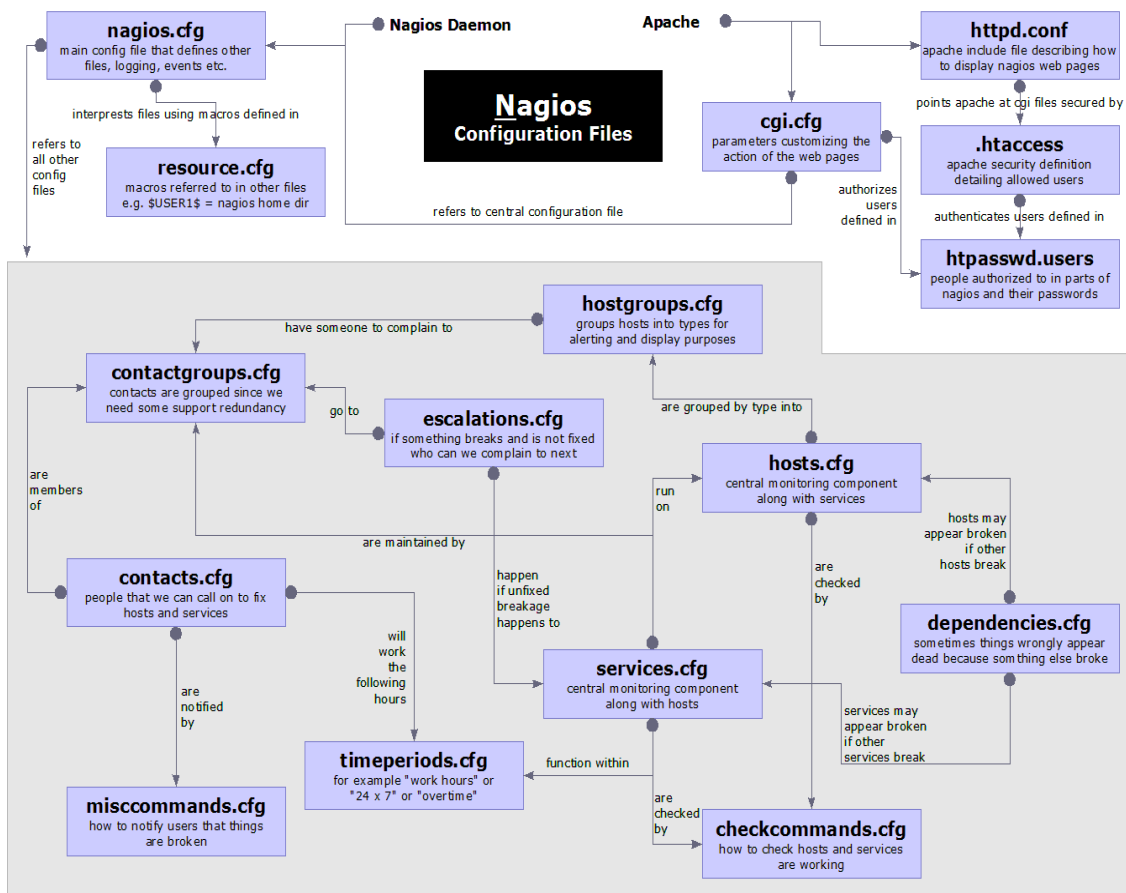 nagios.cfg
main config file that defines other
files, logging, events etc.
Nagios Daemon
Apache
httpd.conf
apache include file describing how
to display nagios web pages
Nagios
Configuration Files
interprests files using macros defined in
points apache at cgi files secured by
refers to
all other
config
files
resource.cfg
macros referred to in other files
e.g. $USER1$ = nagios home dir
cgi.cfg
parameters customizing the
action of the web pages
.htaccess
apache security definition
detailing allowed users
refers to central configuration file
authorizes
users
defined in
authenticates users defined in
htpasswd.users
people authorized to in parts of
nagios and their passwords
hostgroups.cfg
groups hosts into types for
alerting and display purposes
have someone to complain to
contactgroups.cfg
contacts are grouped since we
need some support redundancy
go to
escalations.cfg
if something breaks and is not fixed
who can we complain to next
are grouped by type into
hosts.cfg
central monitoring component
along with services
are
members
of
run
on
are maintained by
hosts may
appear broken
if other
hosts break
contacts.cfg
people that we can call on to fix
hosts and services
happen
if unfixed
breakage
happens to
are
checked
by
dependencies.cfg
sometimes things wrongly appear
dead because somthing else broke
will
work
the
following
hours
services.cfg
central monitoring component
along with hosts
are
notified
by
services may
appear broken
if other
services break
timeperiods.cfg
for example "work hours" or
"24 x 7" or "overtime"
function within
misccommands.cfg
how to notify users that things
are broken
are
checked
by
checkcommands.cfg
how to check hosts and services
are working